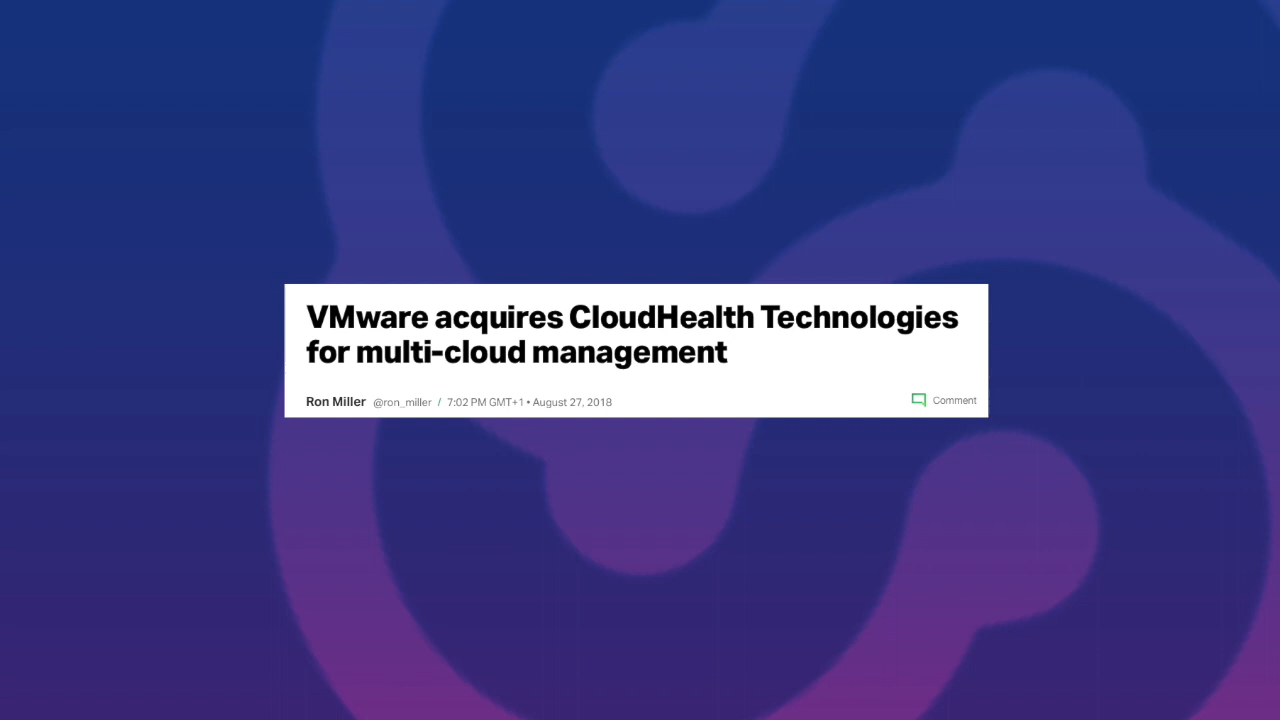 VMware acquires CloudHealth Technologies
for multi-cloud management
Ron Miller @ron_miller / 7:02 PM GMT+1 • August 27, 2018 Comment